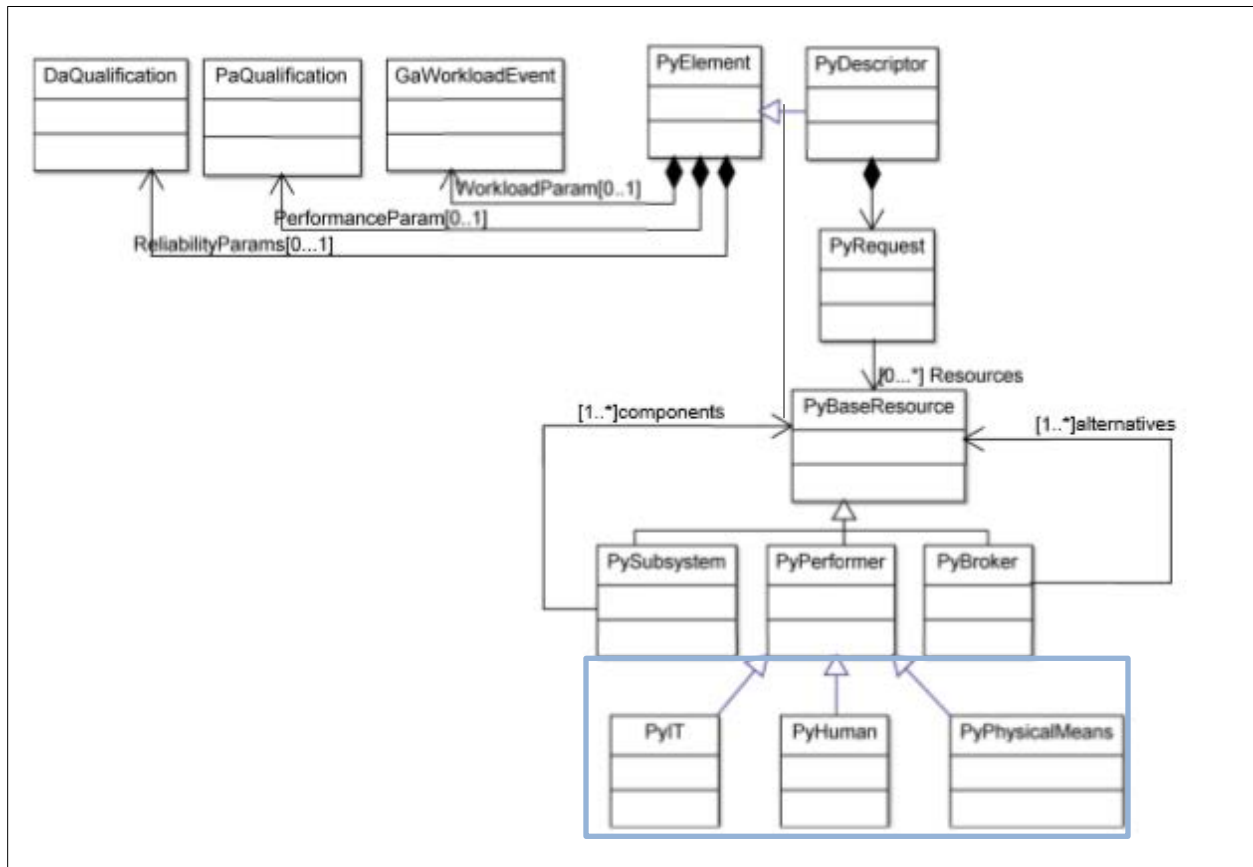 DaQualification
PaQualification
GaWorkloadEvent
PyElement
PyDescriptor
WorkloadParam[0..1]
PerformanceParam[0..1]
ReliabilityParams[0...1]
PyRequest
[0...*] Resources
[1..*]components
PyBaseResource
[1..*]alternatives
PySubsystem
PyPerformer
PyBroker
PyIT
PyHuman
PyPhysicalMeans